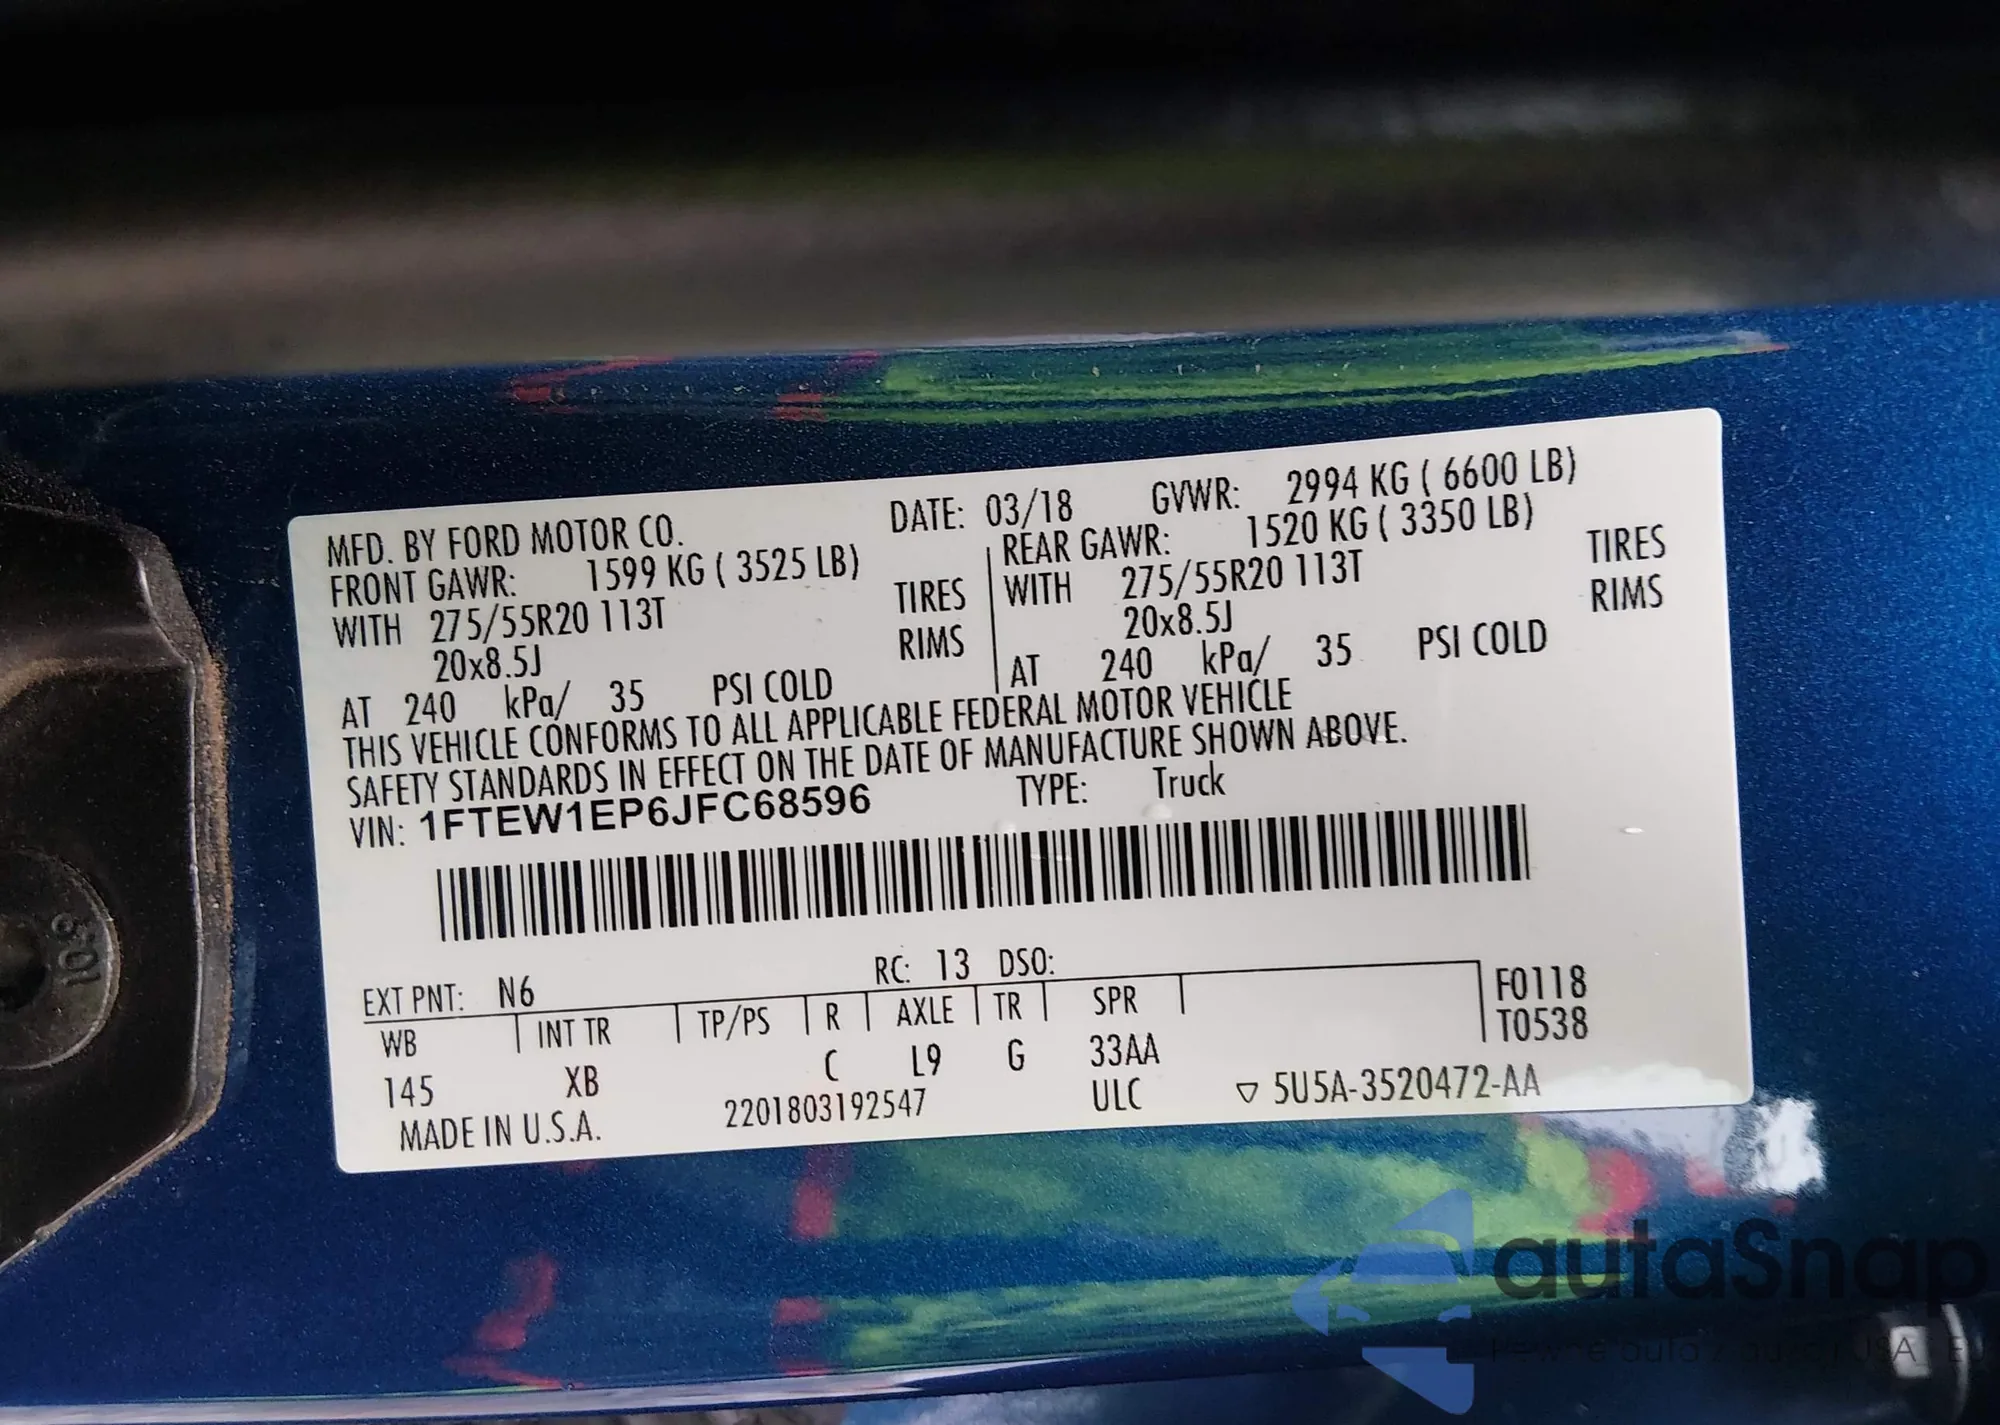 MFD. BY FORD MOTOR CO. DATE: 03/18 GVWR: 2994 KG ( 6600 LB)
FRONT GAWR: 1599 KG ( 3525 LB) REAR GAWR: 1520 KG ( 3350 LB)
WITH 275/55R20 113T TIRES WITH 275/55R20 113T TIRES
20x8.5J RIMS 20x8.5J RIMS
AT 240 kPa/ 35 PSI COLD AT 240 kPa/ 35 PSI COLD
THIS VEHICLE CONFORMS TO ALL APPLICABLE FEDERAL MOTOR VEHICLE
SAFETY STANDARDS IN EFFECT ON THE DATE OF MANUFACTURE SHOWN ABOVE.
VIN: 1FTEW1EP6JFC68596 TYPE: Truck
EXT PNT: N6 RC: 13 DSO:
WB INT TR TP/PS R AXLE TR SPR F0118
T0538
145 XB C L9 G 33AA
MADE IN U.S.A. 2201803192547 ULC 5U5A-3520472-AA
autaSnap